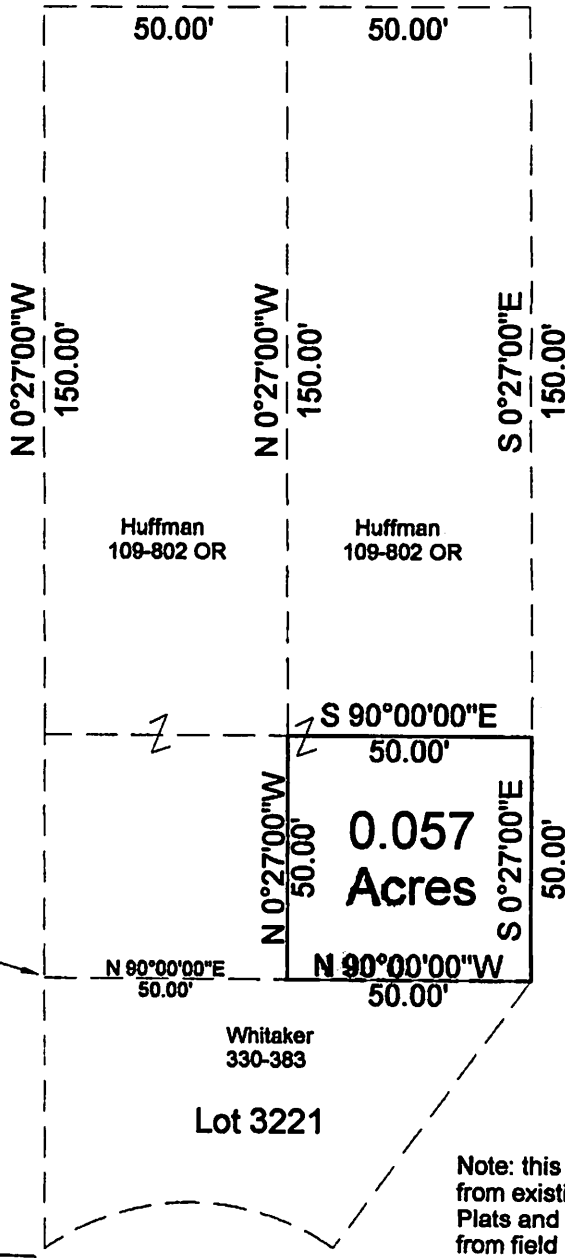 50.00'
50.00'
N 0°27'00"W
150.00'
N 0°27'00"W
150.00'
S 0°27'00"E
150.00'
Huffman
109-802 OR
Huffman
109-802 OR
S 90°00'00"E
50.00'
N 0°27'00"W
50.00'
0.057
Acres
S 0°27'00"E
50.00'
N 90°00'00"E
50.00'
N 90°00'00"W
50.00'
Whitaker
330-383
Lot 3221
Note: this
from existi
Plats and
from field